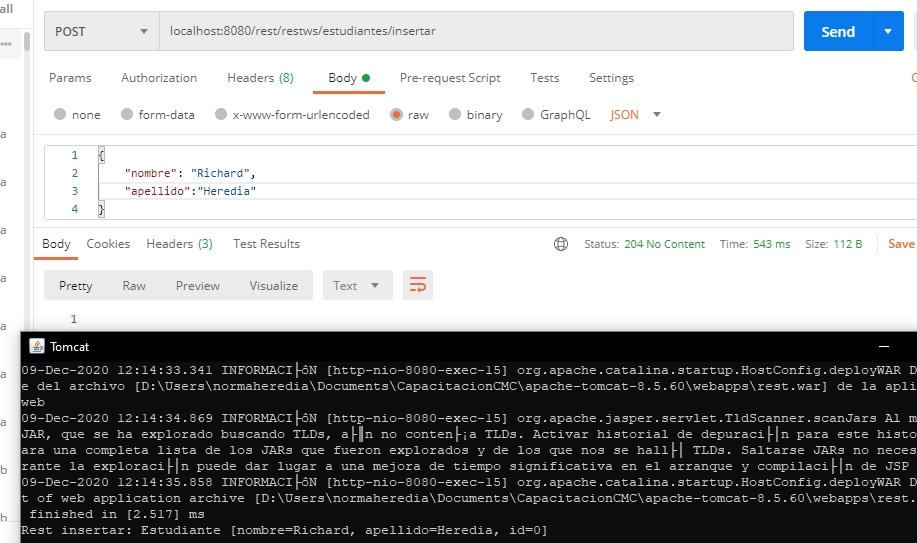 all
POST
localhost:8080/rest/restws/estudiantes/insertar
Send
Params Authorization Headers (8) Body Pre-request Script Tests Settings
none form-data x-www-form-urlencoded raw binary GraphQL JSON
a
1 {
2 "nombre": "Richard",
a
3 "apellido":"Heredia"
4 }
a
Body Cookies Headers (3) Test Results Status: 204 No Content Time: 543 ms Size: 112 B Save
a
Pretty Raw Preview Visualize Text
a
1
Tomcat
a
09-Dec-2020 12:14:33.341 INFORMACI├ôN [http-nio-8080-exec-15] org.apache.catalina.startup.HostConfig.deployWAR D
e del archivo [D:\Users\normaheredia\Documents\CapacitacionCMC\apache-tomcat-8.5.60\webapps\rest.war] de la apli
web
09-Dec-2020 12:14:34.869 INFORMACI├ôN [http-nio-8080-exec-15] org.apache.jasper.servlet.TldScanner.scanJars Al m
JAR, que se ha explorado buscando TLDs, a├║n no conten├¡a TLDs. Activar historial de depuraci├│n para este histo
ara una completa lista de los JARs que fueron explorados y de los que nos se hall├│ TLDs. Saltarse JARs no neces
rante la exploraci├│n puede dar lugar a una mejora de tiempo significativa en el arranque y compilaci├│n de JSP
09-Dec-2020 12:14:35.858 INFORMACI├ôN [http-nio-8080-exec-15] org.apache.catalina.startup.HostConfig.deployWAR D
t of web application archive [D:\Users\normaheredia\Documents\CapacitacionCMC\apache-tomcat-8.5.60\webapps\rest.
finished in [2.517] ms
Rest insertar: Estudiante [nombre=Richard, apellido=Heredia, id=0]
a
b
b